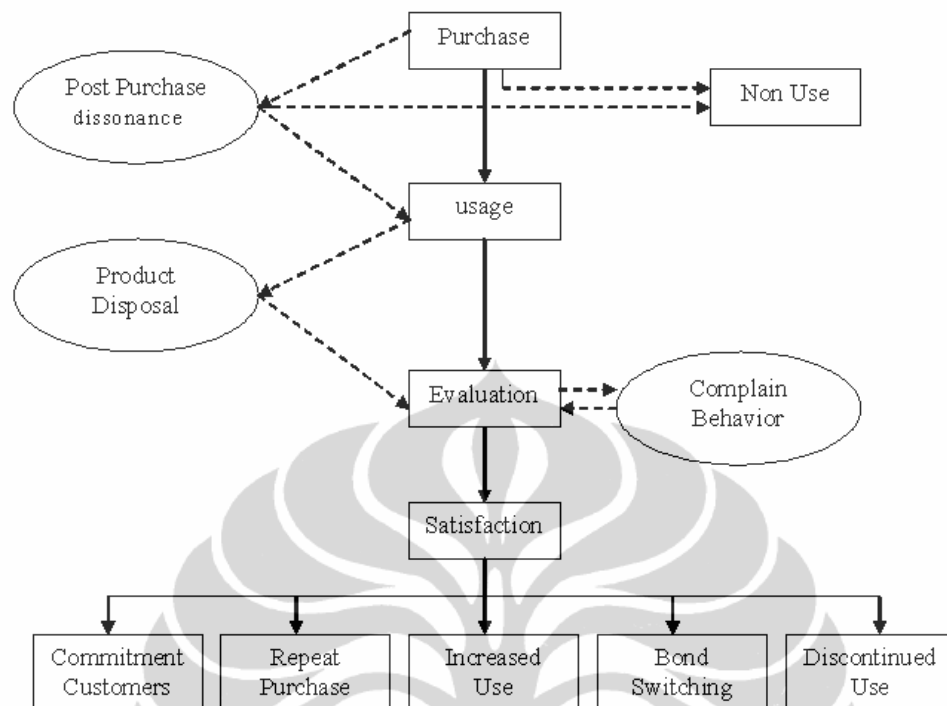 Purchase
Post Purchase
dissonance
Non Use
usage
Product
Disposal
Evaluation
Complain
Behavior
Satisfaction
Commitment
Customers
Repeat
Purchase
Increased
Use
Bond
Switching
Discontinued
Use